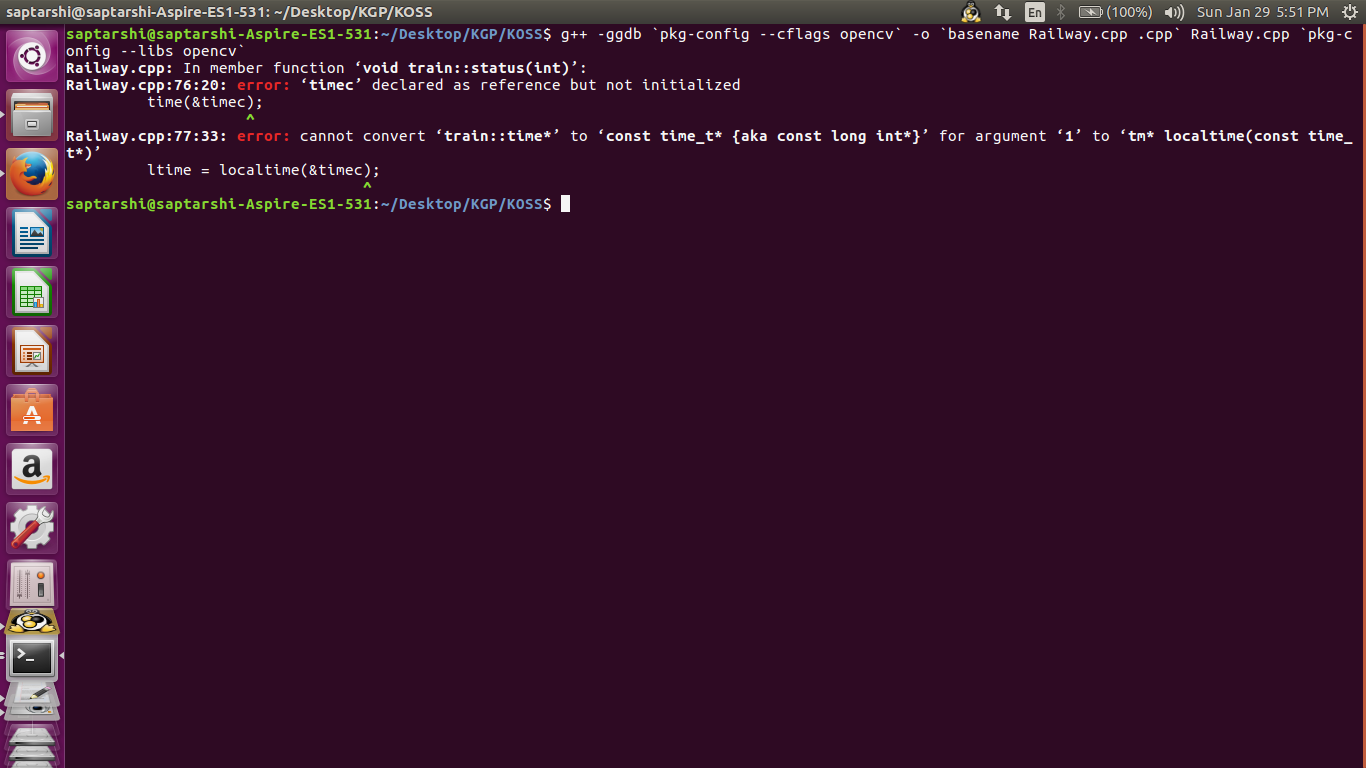 saptarshi@saptarshi-Aspire-ES1-531: ~/Desktop/KGP/KOSS
En
(100%)
Sun Jan 29 5:51 PM
saptarshi@saptarshi-Aspire-ES1-531:~/Desktop/KGP/KOSS$ g++ -ggdb `pkg-config --cflags opencv` -o `basename Railway.cpp .cpp` Railway.cpp `pkg-c
onfig --libs opencv`
Railway.cpp: In member function ‘void train::status(int)’:
Railway.cpp:76:20: error: ‘timec’ declared as reference but not initialized
time(&timec);
^
Railway.cpp:77:33: error: cannot convert ‘train::time*’ to ‘const time_t* {aka const long int*}’ for argument ‘1’ to ‘tm* localtime(const time_
t*)’
ltime = localtime(&timec);
^
saptarshi@saptarshi-Aspire-ES1-531:~/Desktop/KGP/KOSS$
A
a
>_